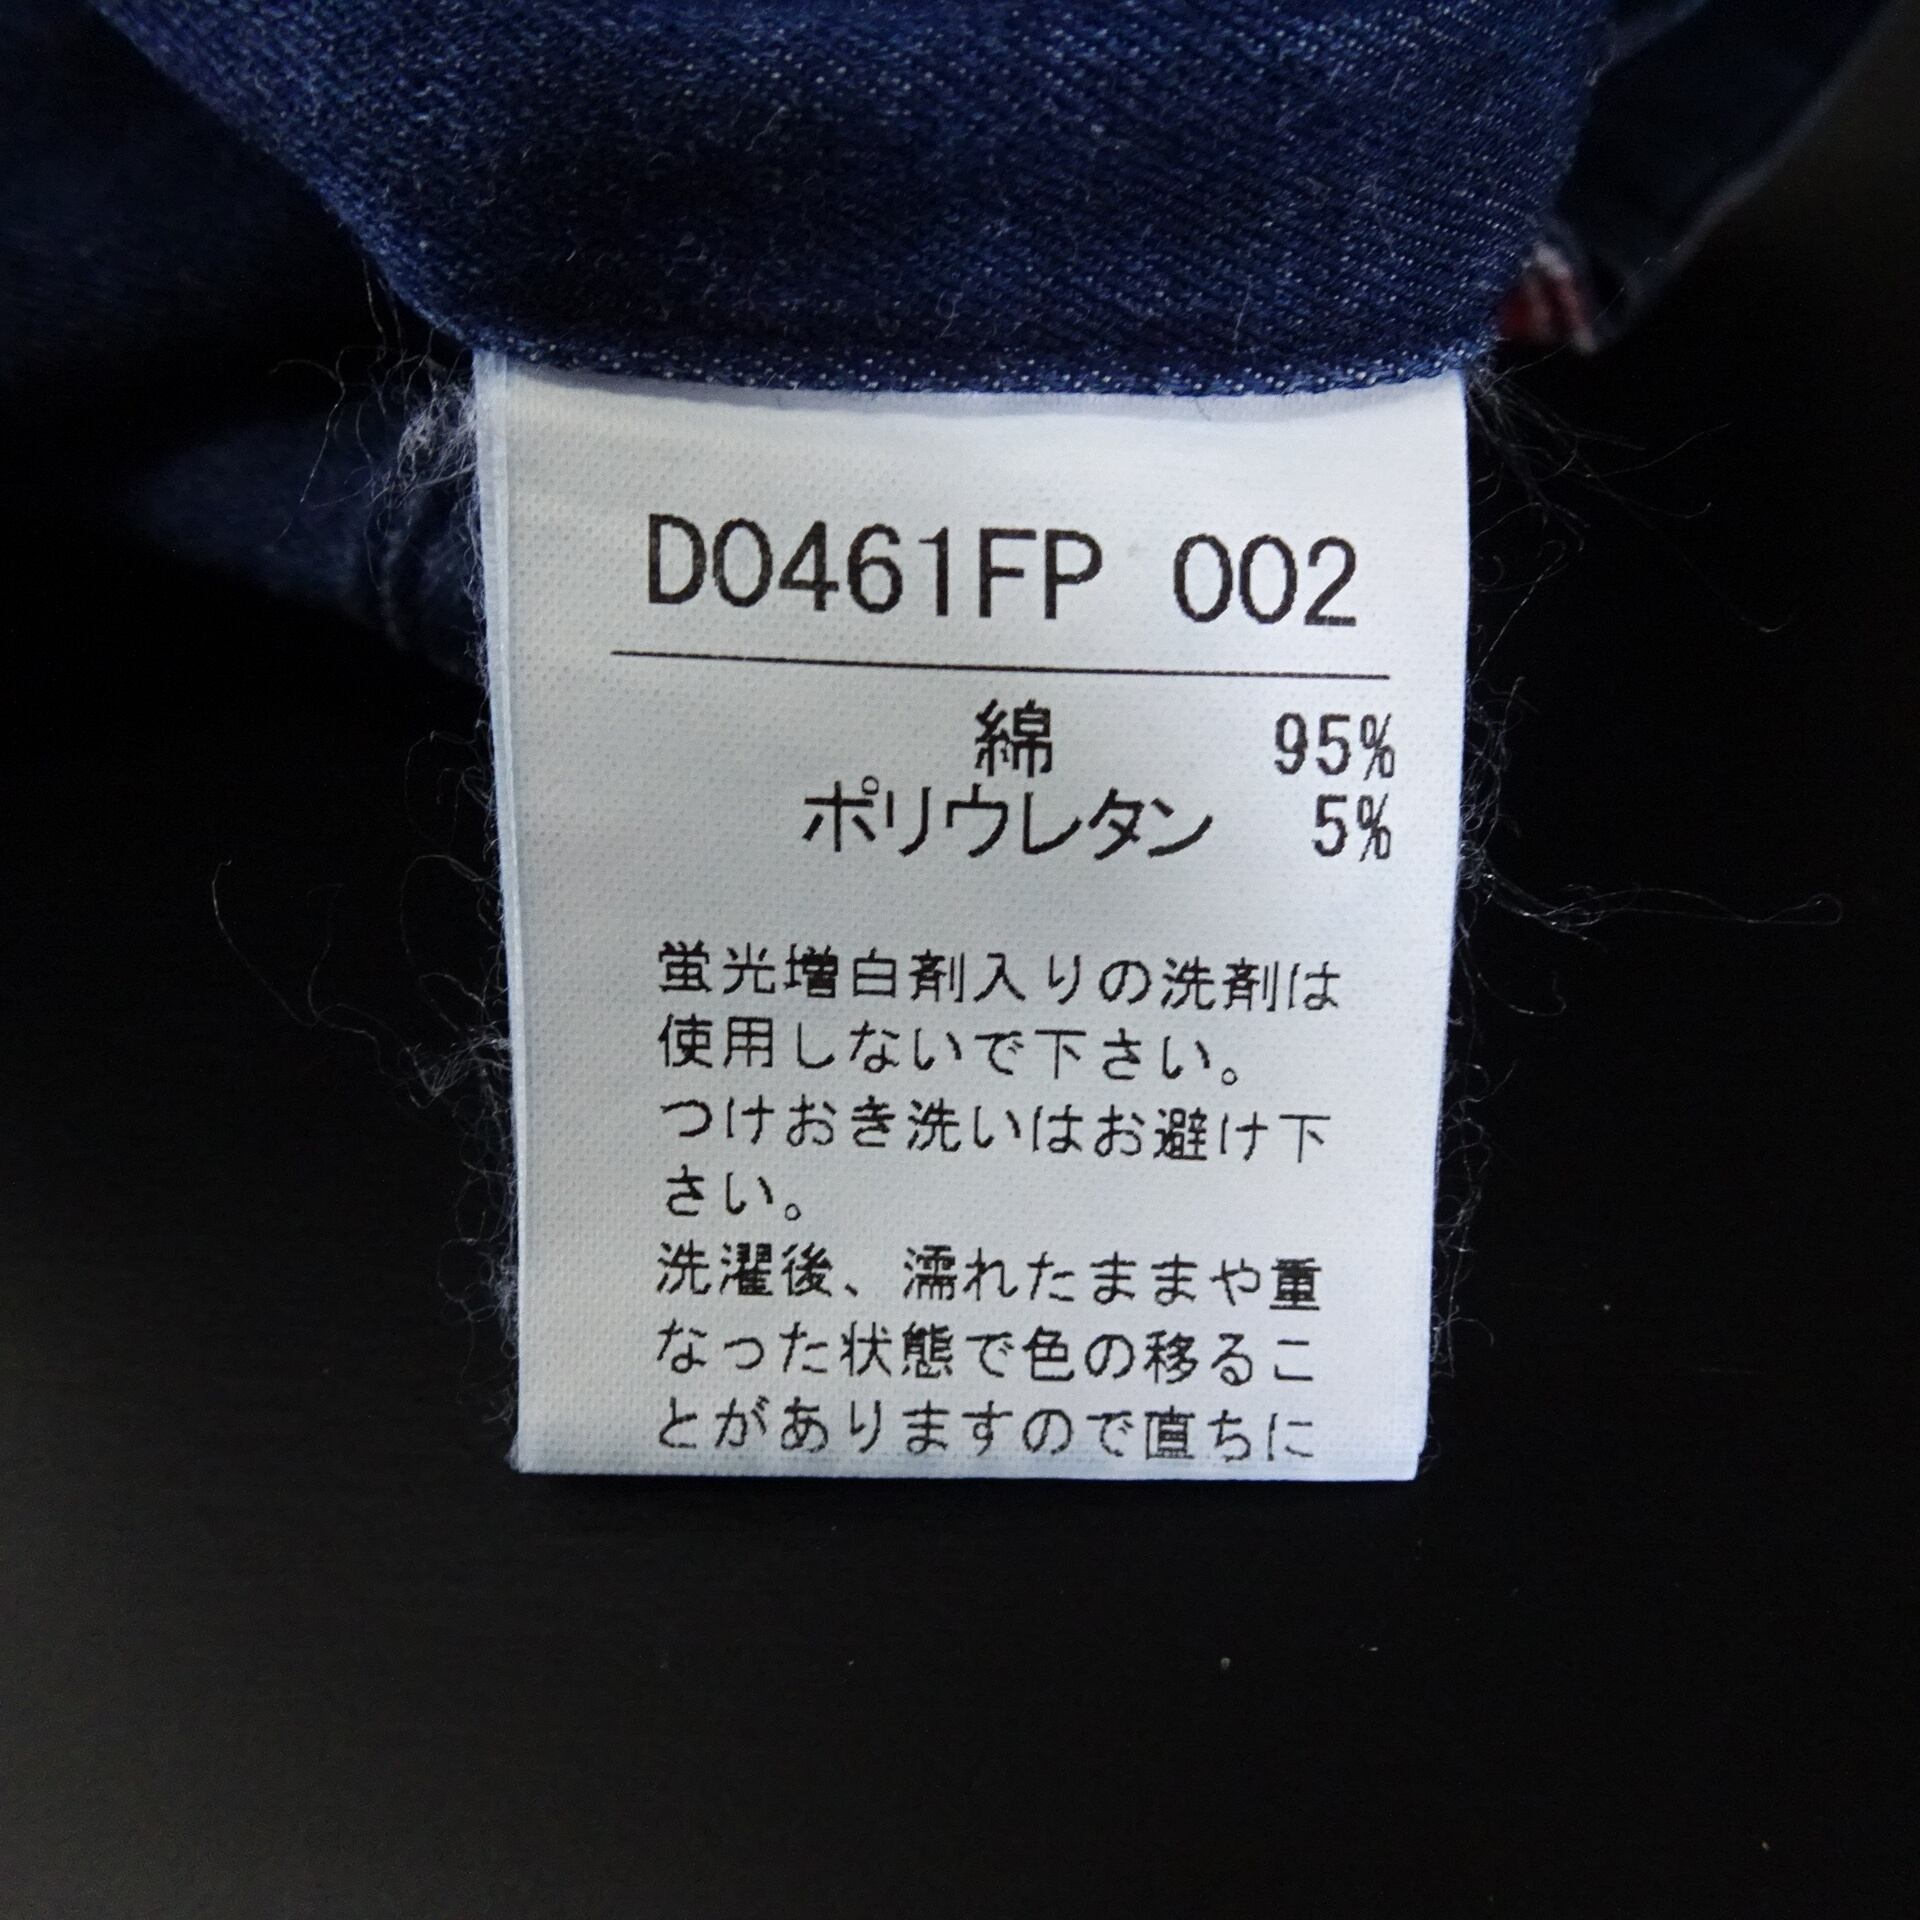 D0461FP 002
綿 95%
ポリウレタン 5%
蛍光増白剤入りの洗剤は
使用しないで下さい。
つけおき洗いはお避け下
さい。
洗濯後、濡れたままや重
なった状態で色の移るこ
とがありますので直ちに